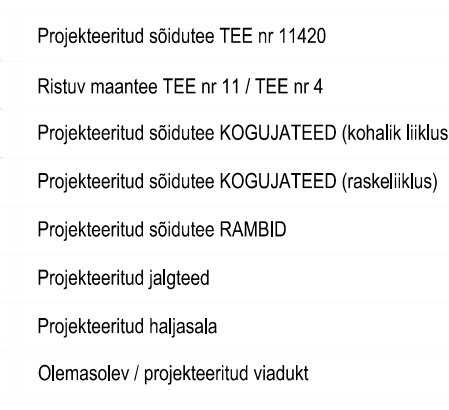 Projekteeritud sõidutee TEE nr 11420
Ristuv maantee TEE nr 11 / TEE nr 4
Projekteeritud sõidutee KOGUJATEED (kohalik liiklus
Projekteeritud sõidutee KOGUJATEED (raskeliiklus)
Projekteeritud sõidutee RAMBID
Projekteeritud jalgteed
Projekteeritud haljasala
Olemasolev / projekteeritud viadukt